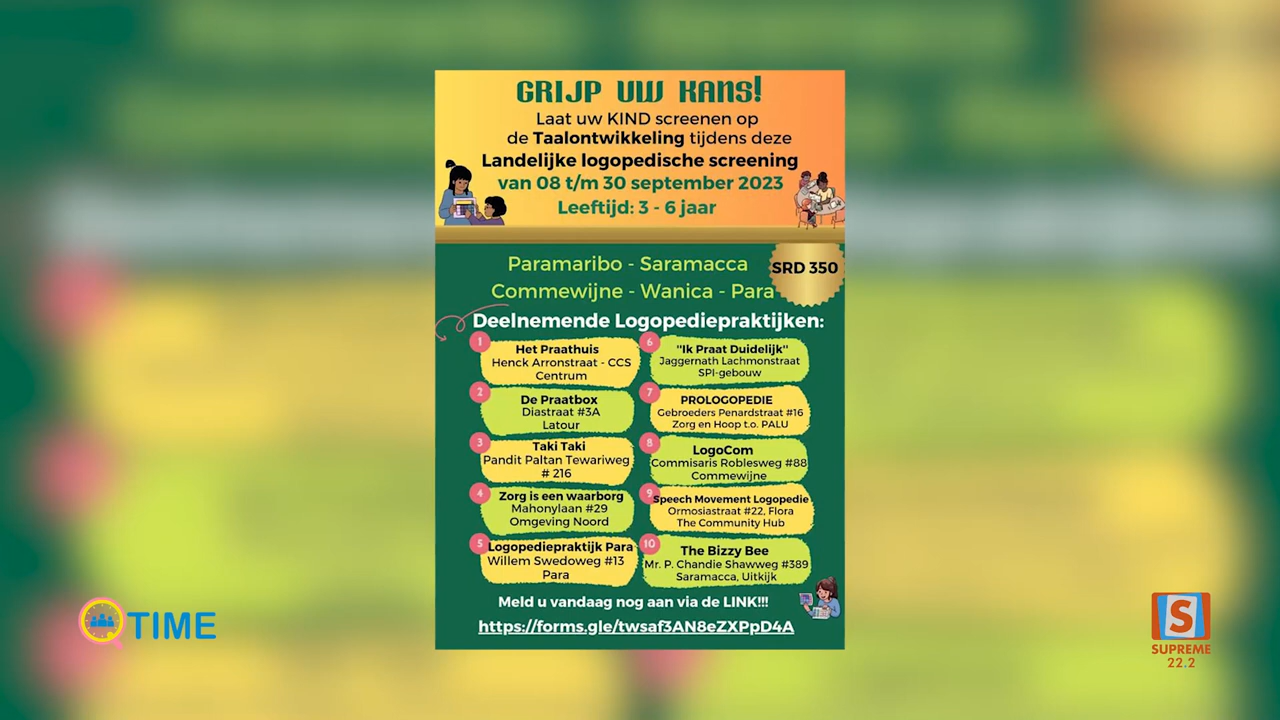 GRIJP UW KANS!
Laat uw KIND screenen op
de Taalontwikkeling tijdens deze
Landelijke logopedische screening
van 08 t/m 30 september 2023
Leeftijd: 3 - 6 jaar
Paramaribo - Saramacca
SRD 350
Commewijne - Wanica - Para
Deelnemende Logopediepraktijken:
1
Het Praathuis
Henck Arronstraat - CCS
Centrum
2
De Praatbox
Diastraat #3A
Latour
3
Taki Taki
Pandit Paltan Tewariweg
# 216
4
Zorg is een waarborg
Mahonylaan #29
Omgeving Noord
5
Logopediepraktijk Para
Willem Swedoweg #13
Para
6
"Ik Praat Duidelijk"
Jaggernath Lachmonstraat
SPI-gebouw
7
PROLOGOPEDIE
Gebroeders Penardstraat #16
Zorg en Hoop t.o. PALU
8
LogoCom
Commisaris Roblesweg #88
Commewijne
9
Speech Movement Logopedie
Ormosiastraat #22, Flora
The Community Hub
10
The Bizzy Bee
Mr. P. Chandie Shawweg #389
Saramacca, Uitkijk
Meld u vandaag nog aan via de LINK!!!
https://forms.gle/twsaf3AN8eZXPpD4A
QTIME
S
SUPREME
22.2